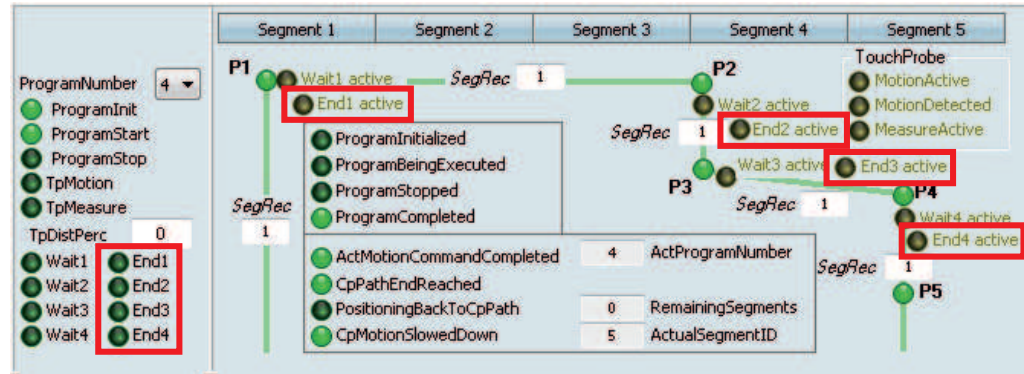 Segment 1 Segment 2 Segment 3 Segment 4 Segment 5
ProgramNumber 4
ProgramInit
ProgramStart
ProgramStop
TpMotion
TpMeasure
TpDistPerc 0
Wait1 End1
Wait2 End2
Wait3 End3
Wait4 End4
P1
Wait1 active
End1 active
SegRec 1
SegRec
1
ProgramInitialized
ProgramBeingExecuted
ProgramStopped
ProgramCompleted
ActMotionCommandCompleted
CpPathEndReached
PositioningBackToCpPath
CpMotionSlowedDown
4 ActProgramNumber
0 RemainingSegments
5 ActualSegmentID
P2
Wait2 active
SegRec 1 End2 active
TouchProbe
MotionActive
MotionDetected
MeasureActive
P3
Wait3 active End3 active
SegRec 1
P4
Wait4 active
End4 active
SegRec 1
P5